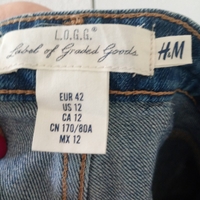 L.O.G.G.
Label of Graded Goods
H&M
EUR 42
US 12
CA 12
CN 170/80A
MX 12